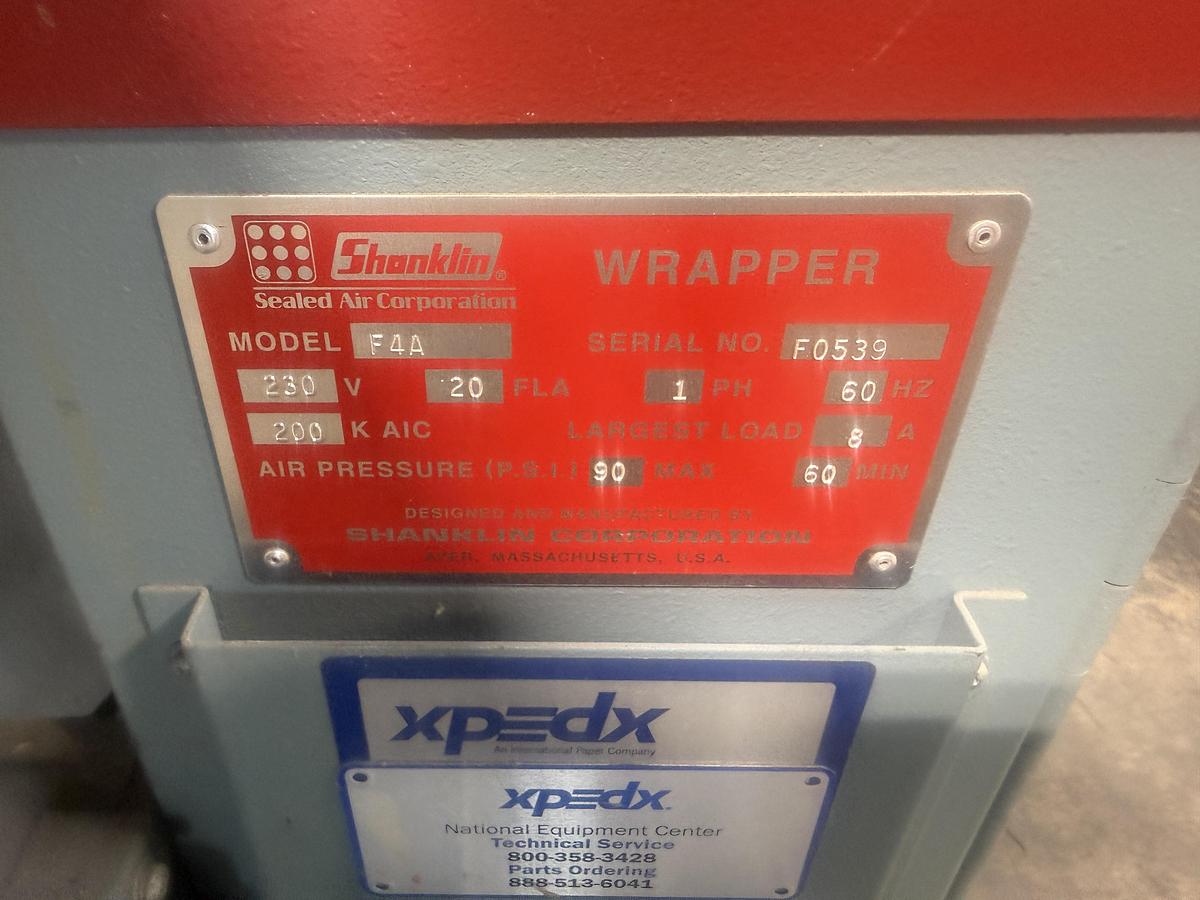 Shanklin® WRAPPER
Sealed Air Corporation
MODEL F4A SERIAL NO. F0539
230 V 20 FLA 1 PH 60 HZ
200 K AIC LARGEST LOAD 8 A
AIR PRESSURE (P.S.I.) 90 MAX 60 MIN
DESIGNED AND MANUFACTURED BY
SHANKLIN CORPORATION
AYER, MASSACHUSETTS, U.S.A.
xpedx
An International Paper Company
xpedx.
National Equipment Center
Technical Service
800-358-3428
Parts Ordering
888-513-6041